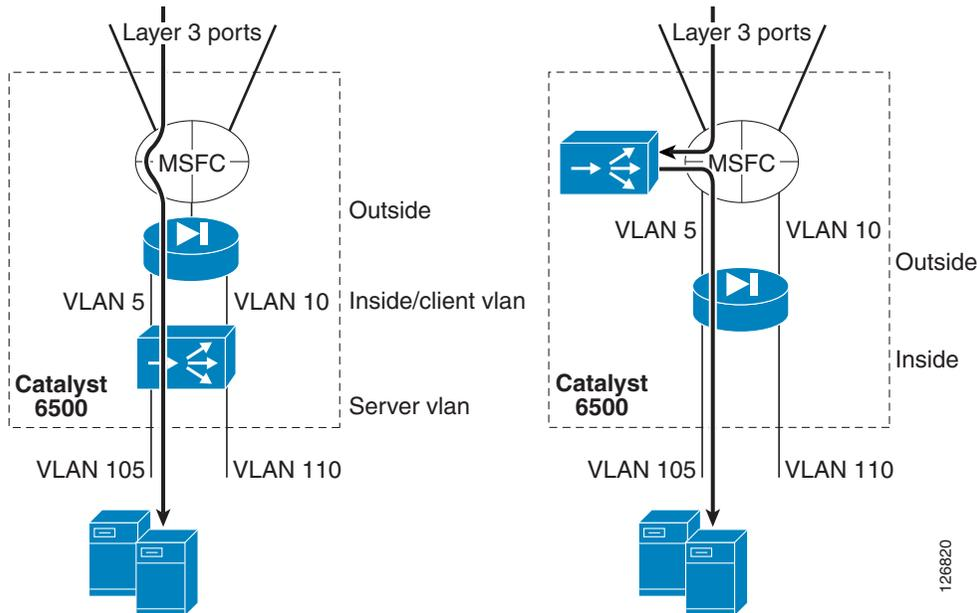 Layer 3 ports
MSFC
Outside
VLAN 5
VLAN 10
Inside/client vlan
Catalyst
6500
Server vlan
VLAN 105
VLAN 110
Layer 3 ports
MSFC
VLAN 5
VLAN 10
Outside
Inside
Catalyst
6500
VLAN 105
VLAN 110
126820